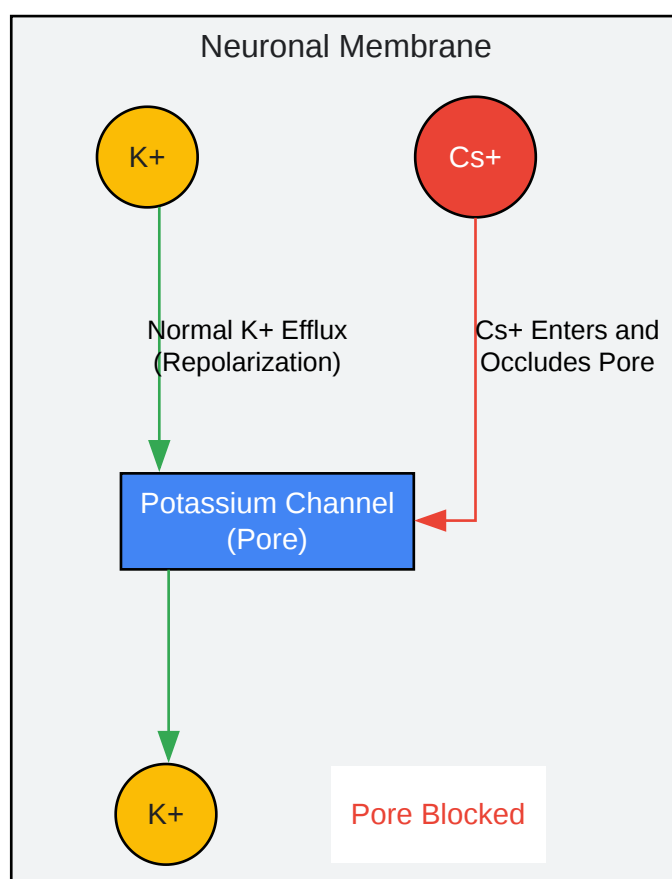 Neuronal Membrane
K+
Cs+
Normal K+ Efflux
(Repolarization)
Cs+ Enters and
Occludes Pore
Potassium Channel
(Pore)
K+
Pore Blocked